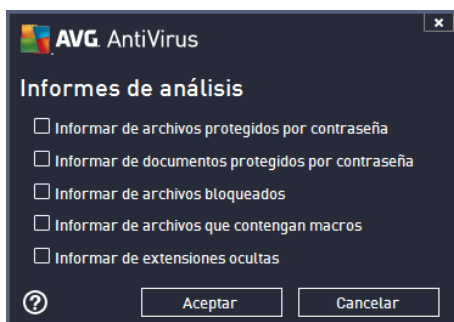 AVG. AntiVirus
x
Informes de análisis
Informar de archivos protegidos por contraseña
Informar de documentos protegidos por contraseña
Informar de archivos bloqueados
Informar de archivos que contengan macros
Informar de extensiones ocultas
?
Aceptar
Cancelar